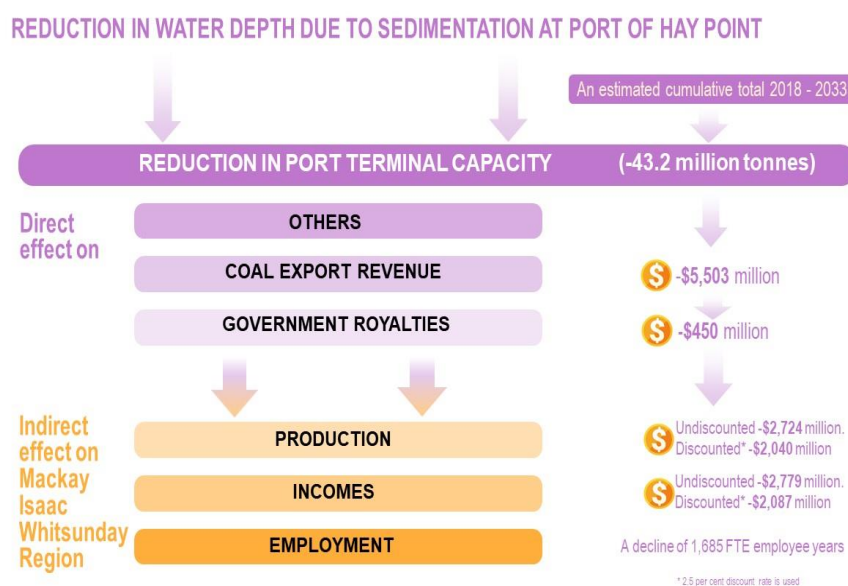 REDUCTION IN WATER DEPTH DUE TO SEDIMENTATION AT PORT OF HAY POINT
An estimated cumulative total 2018 - 2033
REDUCTION IN PORT TERMINAL CAPACITY (-43.2 million tonnes)
Direct
effect on
OTHERS
COAL EXPORT REVENUE
$ -$5,503 million
GOVERNMENT ROYALTIES
$ -$450 million
Indirect
effect on
Mackay
Isaac
Whitsunday
Region
PRODUCTION
$ Undiscounted -$2,724 million.
Discounted* -$2,040 million
INCOMES
$ Undiscounted -$2,779 million.
Discounted* -$2,087 million
EMPLOYMENT
A decline of 1,685 FTE employee years
* 2.5 per cent discount rate is used